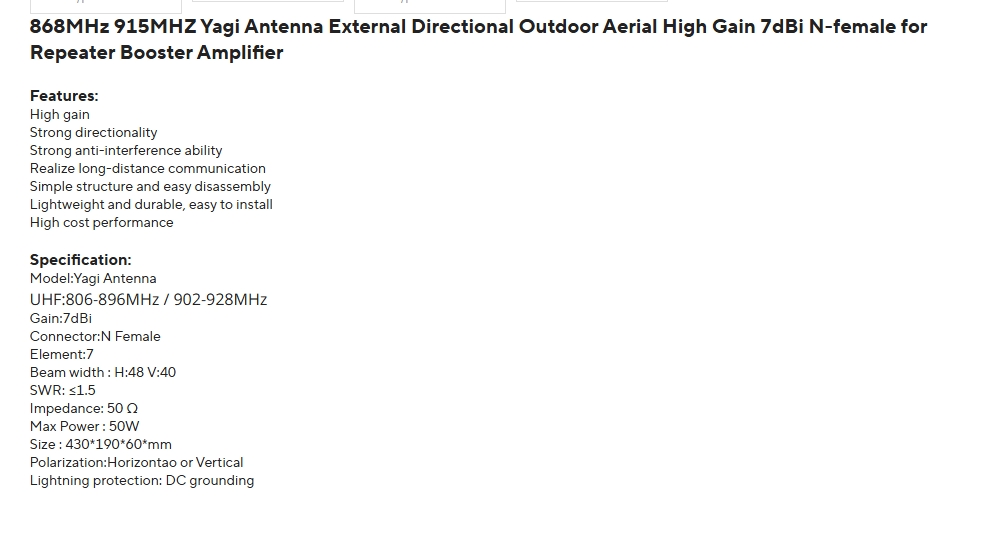 868MHz 915MHZ Yagi Antenna External Directional Outdoor Aerial High Gain 7dBi N-female for
Repeater Booster Amplifier
Features:
High gain
Strong directionality
Strong anti-interference ability
Realize long-distance communication
Simple structure and easy disassembly
Lightweight and durable, easy to install
High cost performance
Specification:
Model:Yagi Antenna
UHF:806-896MHz / 902-928MHz
Gain:7dBi
Connector:N Female
Element:7
Beam width : H:48 V:40
SWR: ≤1.5
Impedance: 50 Ω
Max Power : 50W
Size : 430*190*60*mm
Polarization:Horizontao or Vertical
Lightning protection: DC grounding